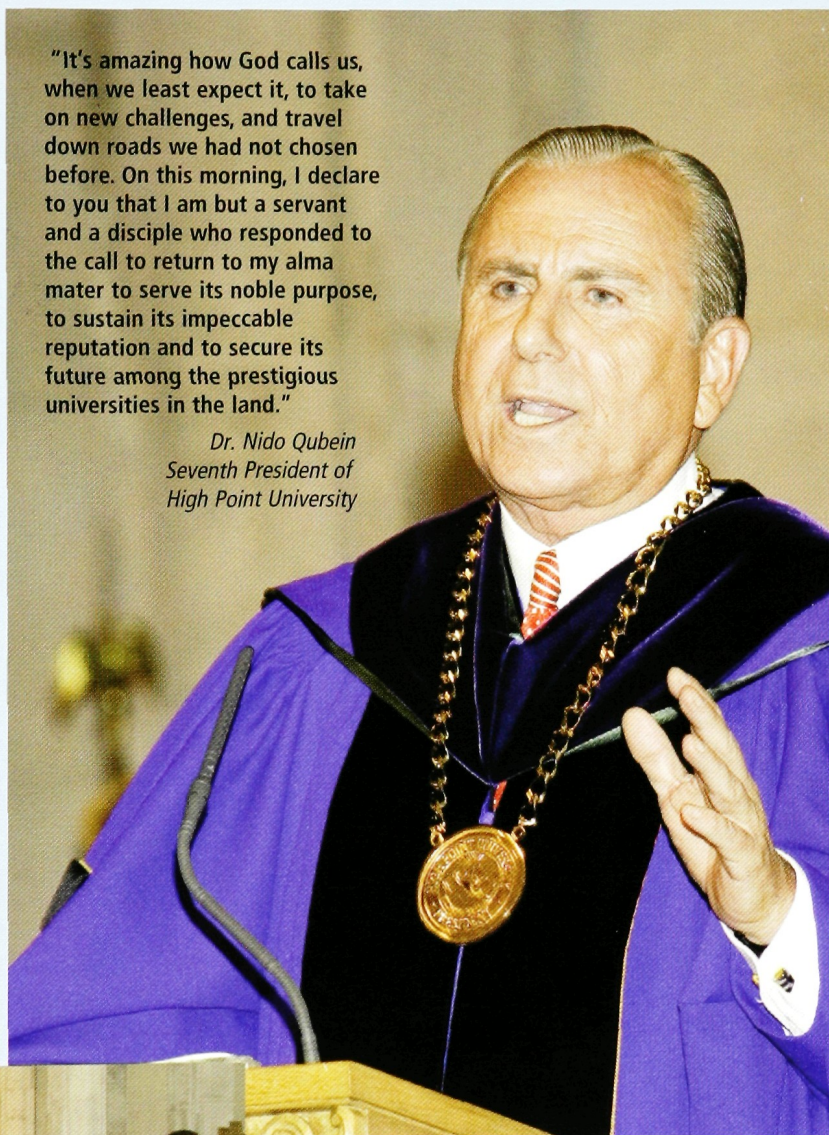 "It's amazing how God calls us,
when we least expect it, to take
on new challenges, and travel
down roads we had not chosen
before. On this morning, I declare
to you that I am but a servant
and a disciple who responded to
the call to return to my alma
mater to serve its noble purpose,
to sustain its impeccable
reputation and to secure its
future among the prestigious
universities in the land."
Dr. Nido Qubein
Seventh President of
High Point University